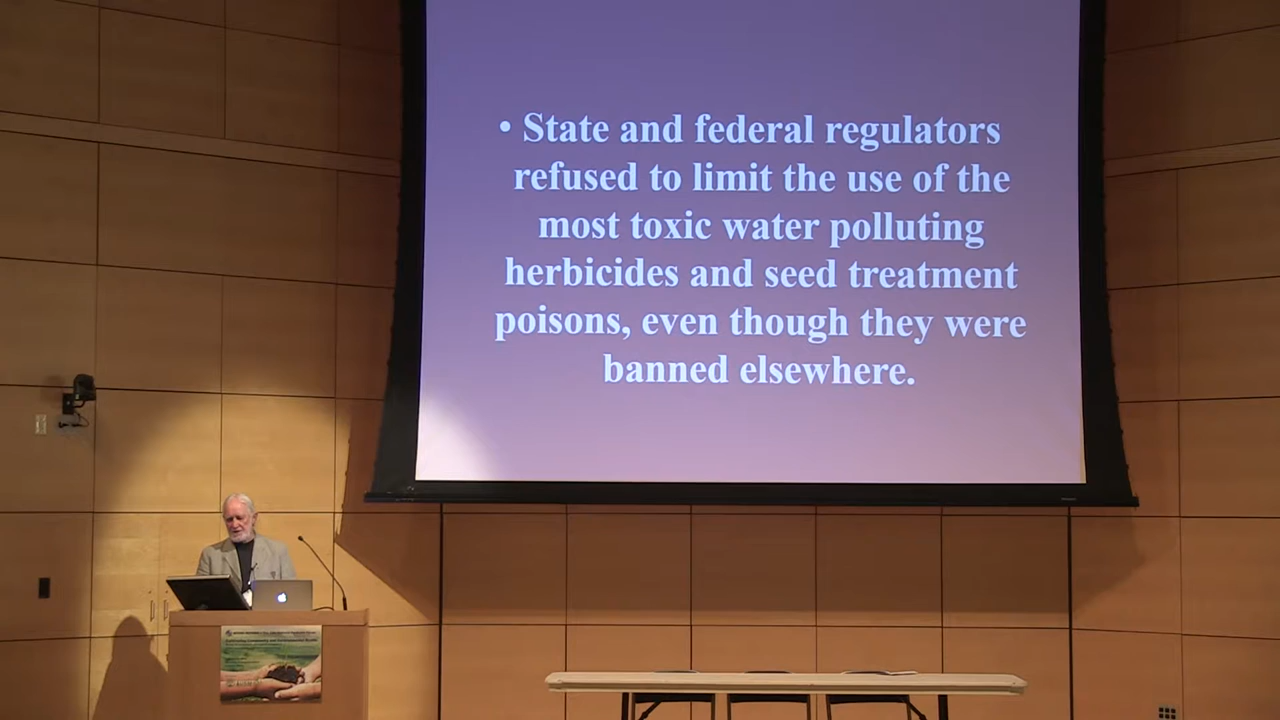 • State and federal regulators
refused to limit the use of the
most toxic water polluting
herbicides and seed treatment
poisons, even though they were
banned elsewhere.